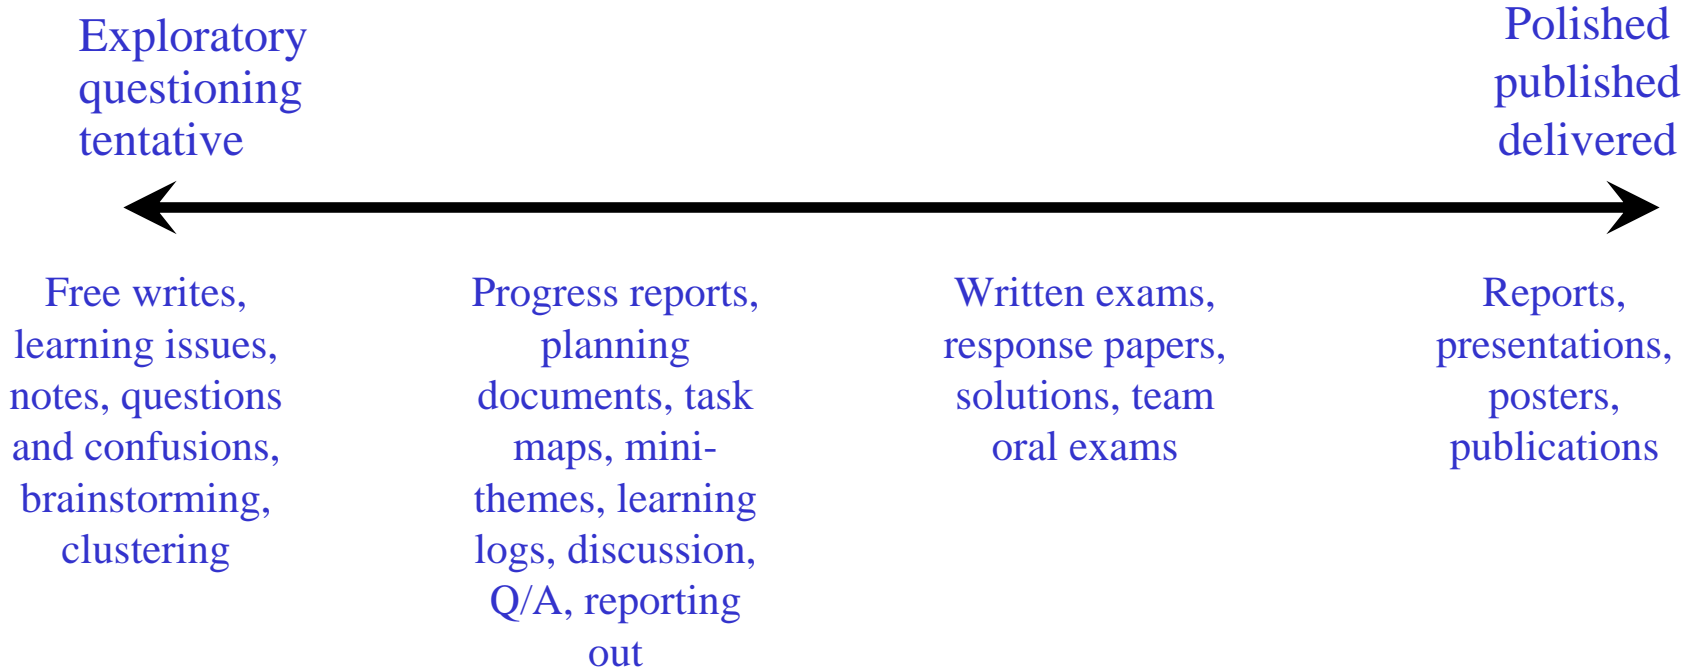 Exploratory
questioning
tentative
Polished
published
delivered
Free writes,
learning issues,
notes, questions
and confusions,
brainstorming,
clustering
Progress reports,
planning
documents, task
maps, mini-
themes, learning
logs, discussion,
Q/A, reporting
out
Written exams,
response papers,
solutions, team
oral exams
Reports,
presentations,
posters,
publications